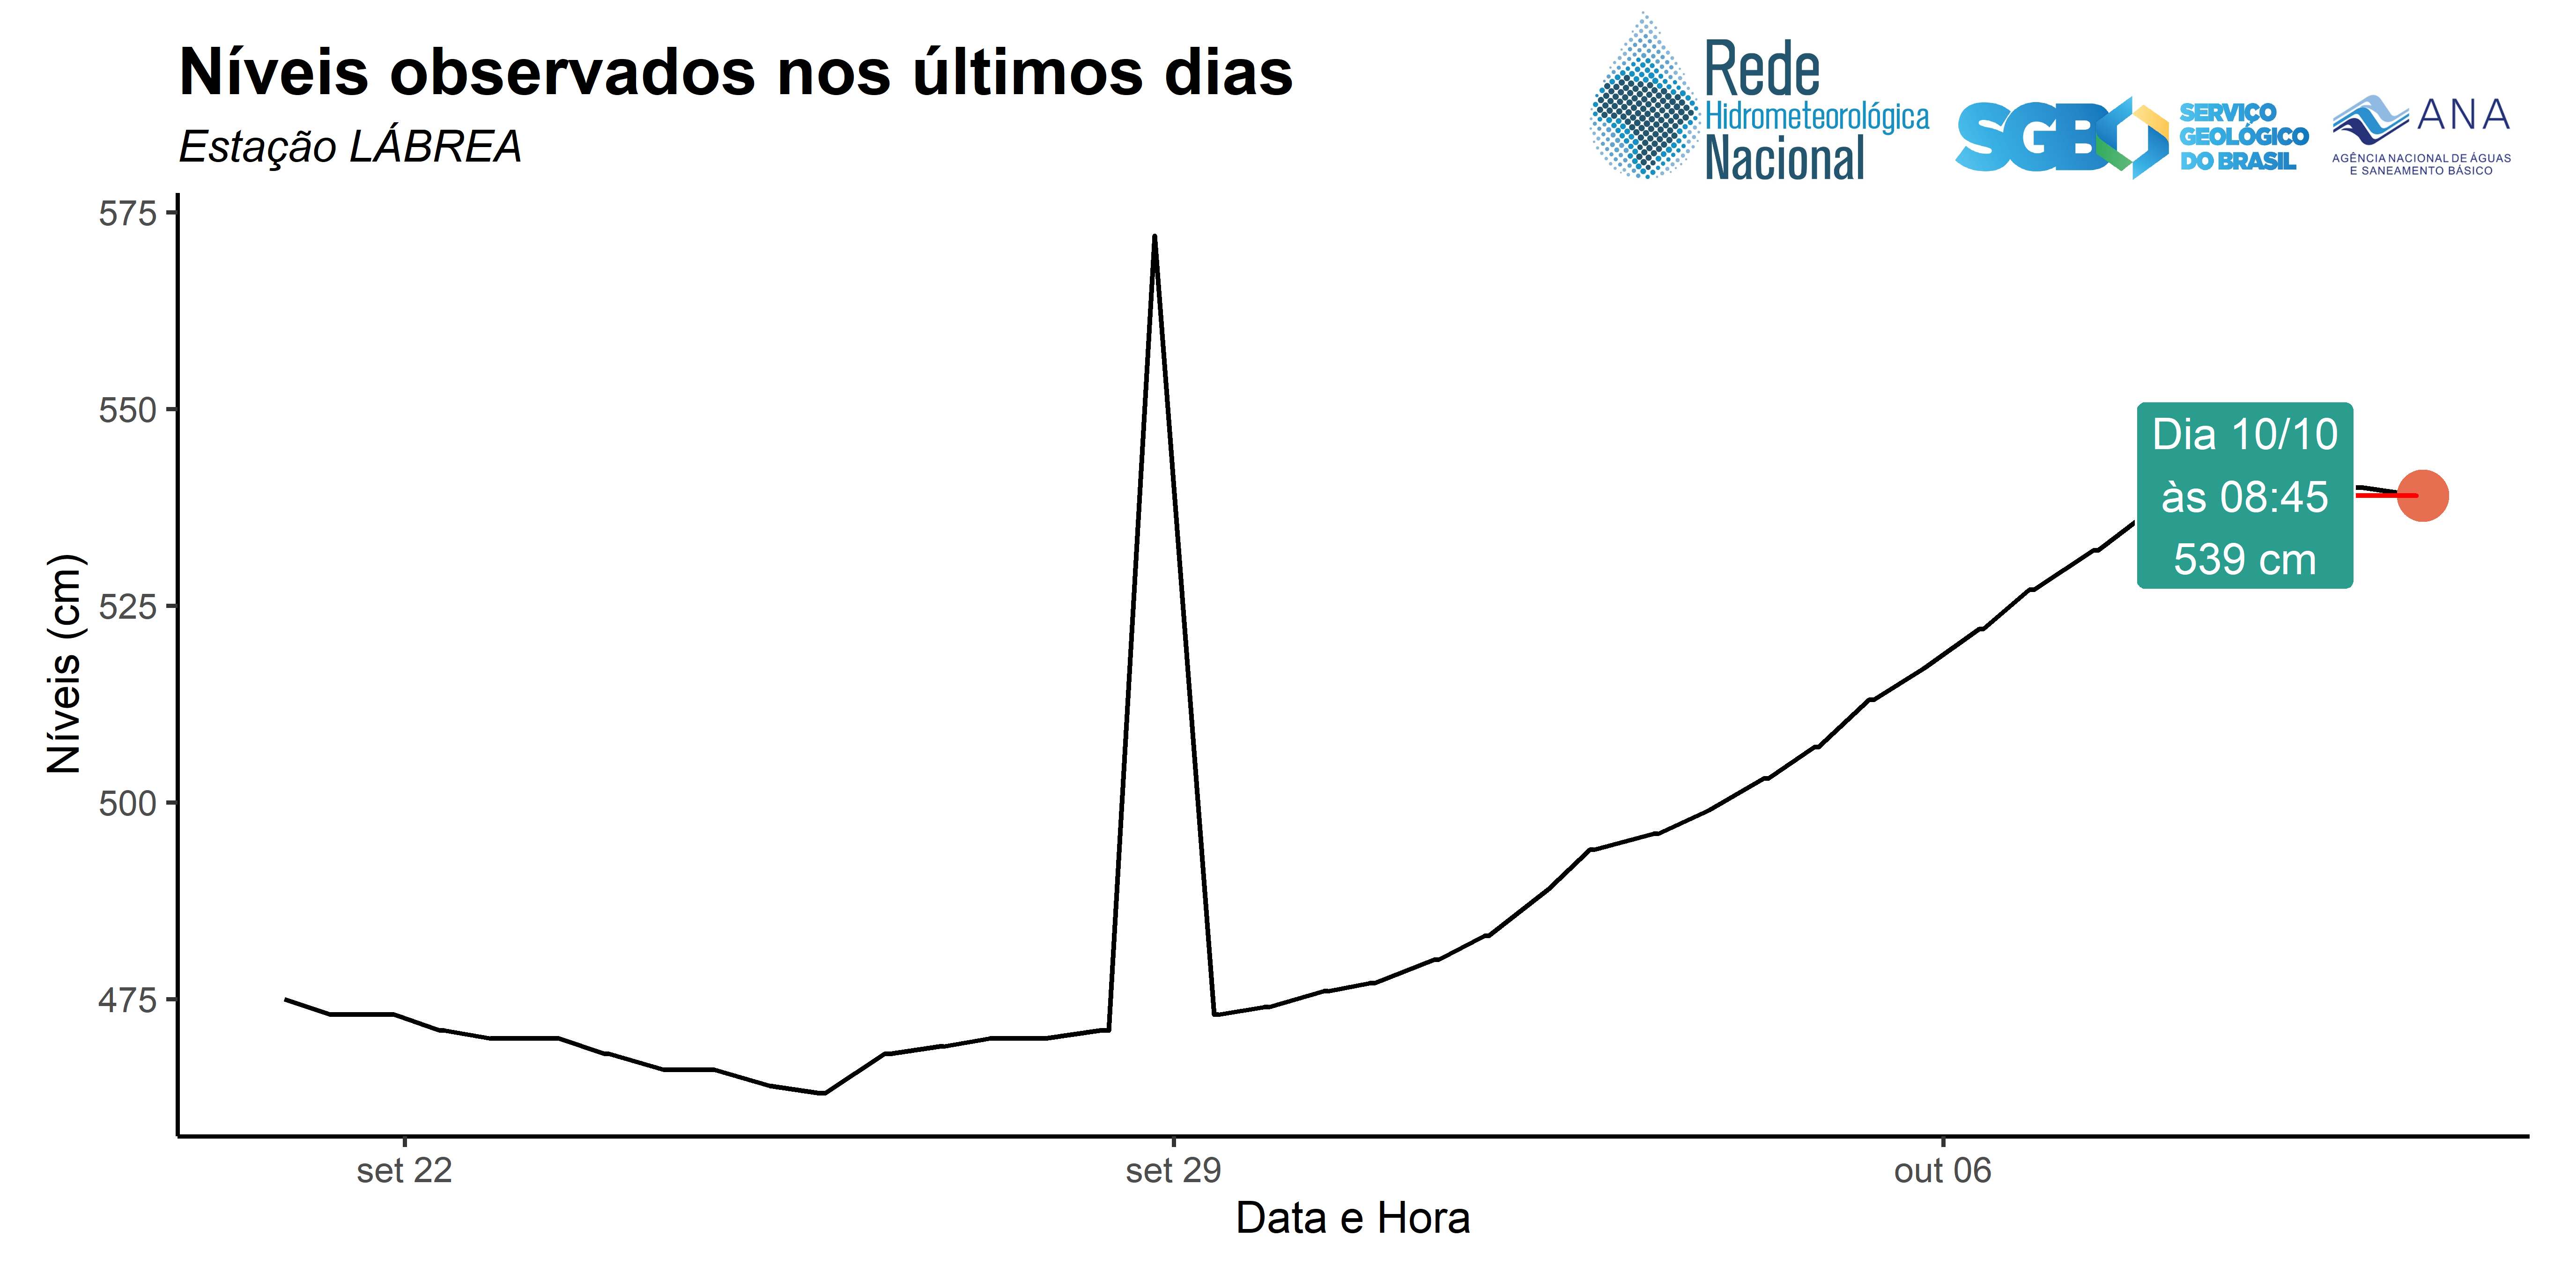 Níveis observados nos últimos dias
Estação LÁBREA
Rede
Hidrometeorológica
Nacional
SGB
SERVIÇO
GEOLÓGICO
DO BRASIL
ANA
AGÊNCIA NACIONAL DE ÁGUAS
E SANEAMENTO BÁSICO
575
550
525
500
475
Níveis (cm)
Dia 10/10
às 08:45
539 cm
set 22
set 29
out 06
Data e Hora